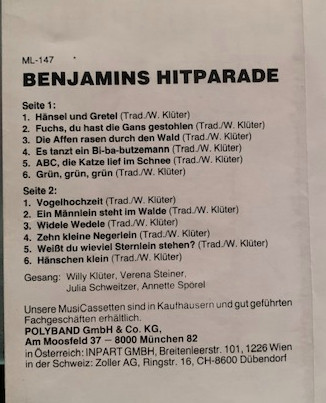 ML-147
BENJAMINS HITPARADE
Seite 1:
1. Hänsel und Gretel (Trad./W. Klüter)
2. Fuchs, du hast die Gans gestohlen (Trad./W. Klüter)
3. Die Affen rasen durch den Wald (Trad./W. Klüter)
4. Es tanzt ein Bi-ba-butzemann (Trad./W. Klüter)
5. ABC, die Katze lief im Schnee (Trad./W. Klüter)
6. Grün, grün, grün (Trad./W. Klüter)
Seite 2:
1. Vogelhochzeit (Trad./W. Klüter)
2. Ein Männlein steht im Walde (Trad./W. Klüter)
3. Widele Wedele (Trad./W. Klüter)
4. Zehn kleine Negerlein (Trad./W. Klüter)
5. Weißt du wieviel Sternlein stehen? (Trad./W. Klüter)
6. Hänschen klein (Trad./W. Klüter)
Gesang: Willy Klüter, Verena Steiner,
Julia Schweitzer, Annette Spörel
Unsere MusiCassetten sind in Kaufhäusern und gut geführten
Fachgeschäften erhältlich.
POLYBAND GmbH & Co. KG,
Am Moosfeld 37 – 8000 München 82
in Österreich: INPART GMBH, Breitenleerstr. 101, 1226 Wien
in der Schweiz: Zoller AG, Ringstr. 16, CH-8600 Dübendorf